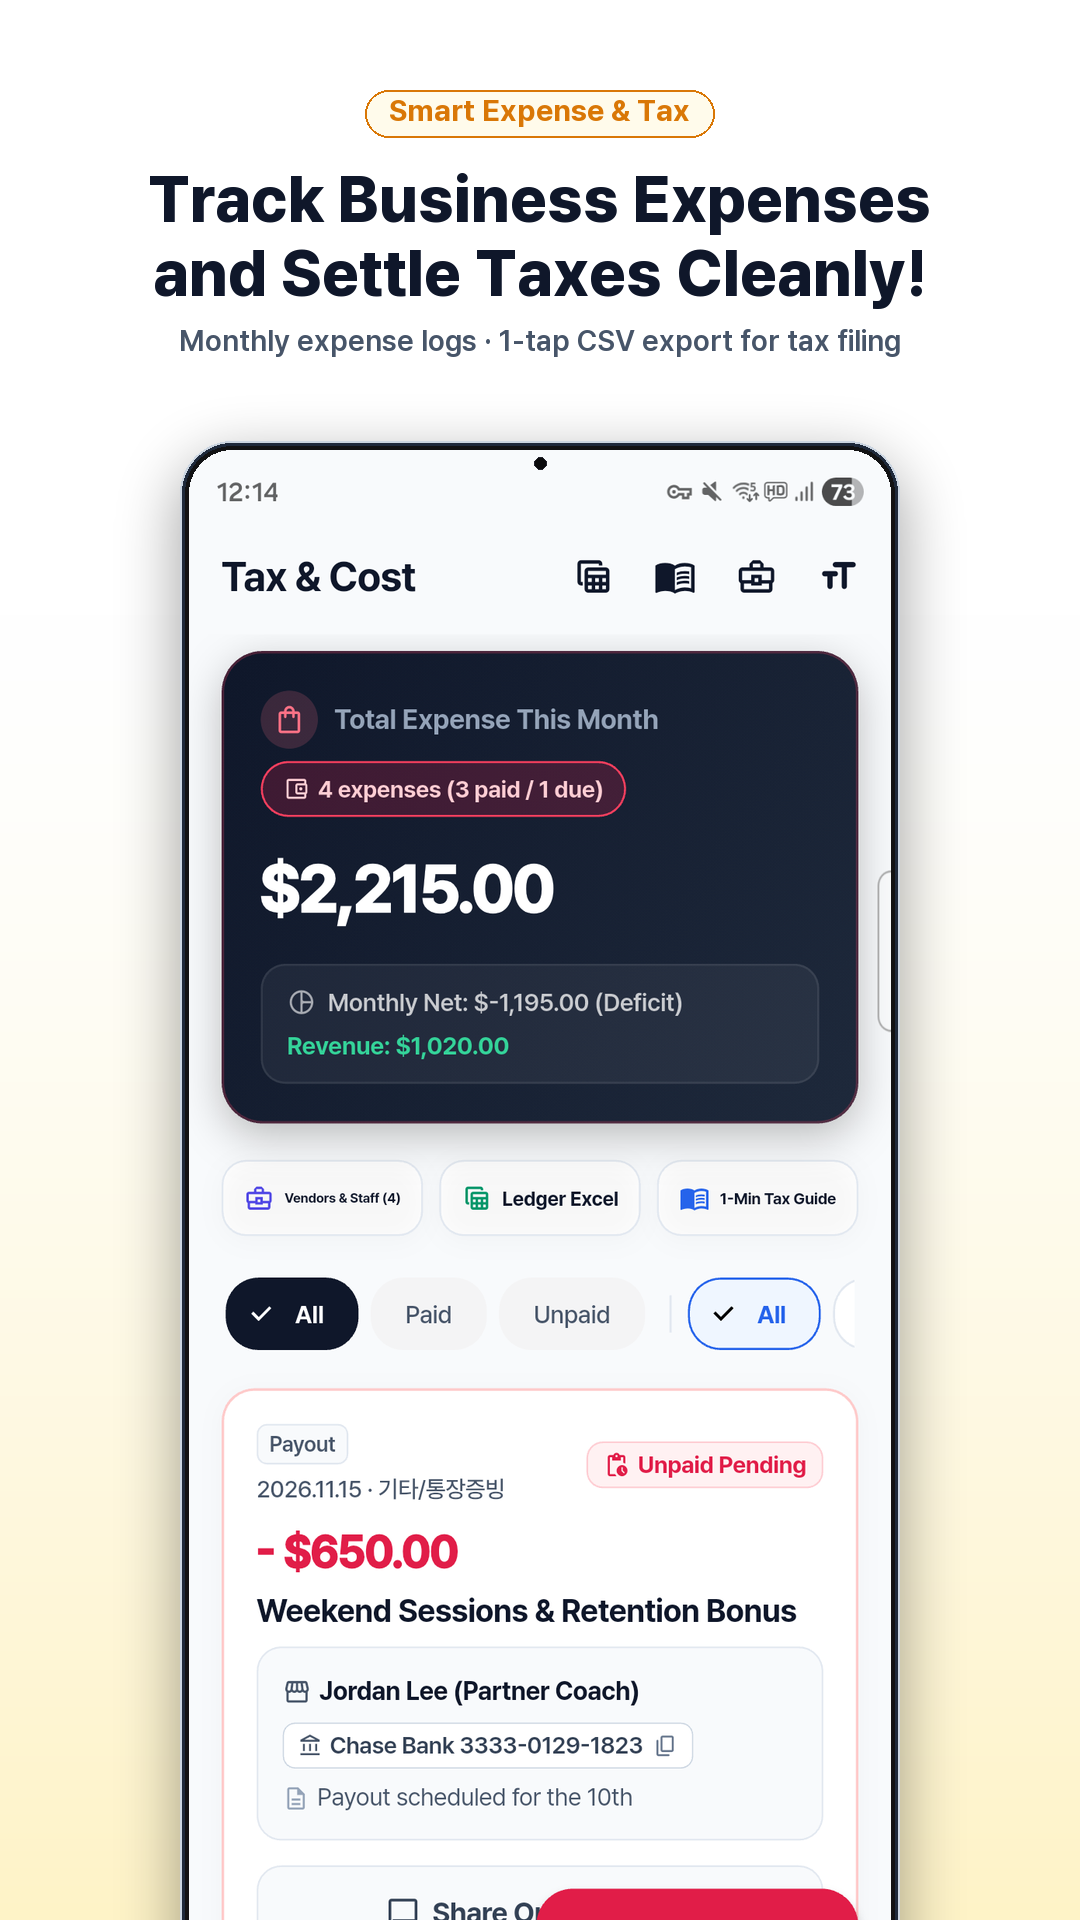 Smart Expense & Tax
Track Business Expenses
and Settle Taxes Cleanly!
Monthly expense logs · 1-tap CSV export for tax filing
12:14
5
HD
73
Tax & Cost
Total Expense This Month
4 expenses (3 paid / 1 due)
$2,215.00
Monthly Net: $-1,195.00 (Deficit)
Revenue: $1,020.00
Vendors & Staff (4)
Ledger Excel
1-Min Tax Guide
All
Paid
Unpaid
All
Payout
Unpaid Pending
2026.11.15 · 기타/통장증빙
- $650.00
Weekend Sessions & Retention Bonus
Jordan Lee (Partner Coach)
Chase Bank 3333-0129-1823
Payout scheduled for the 10th
Share